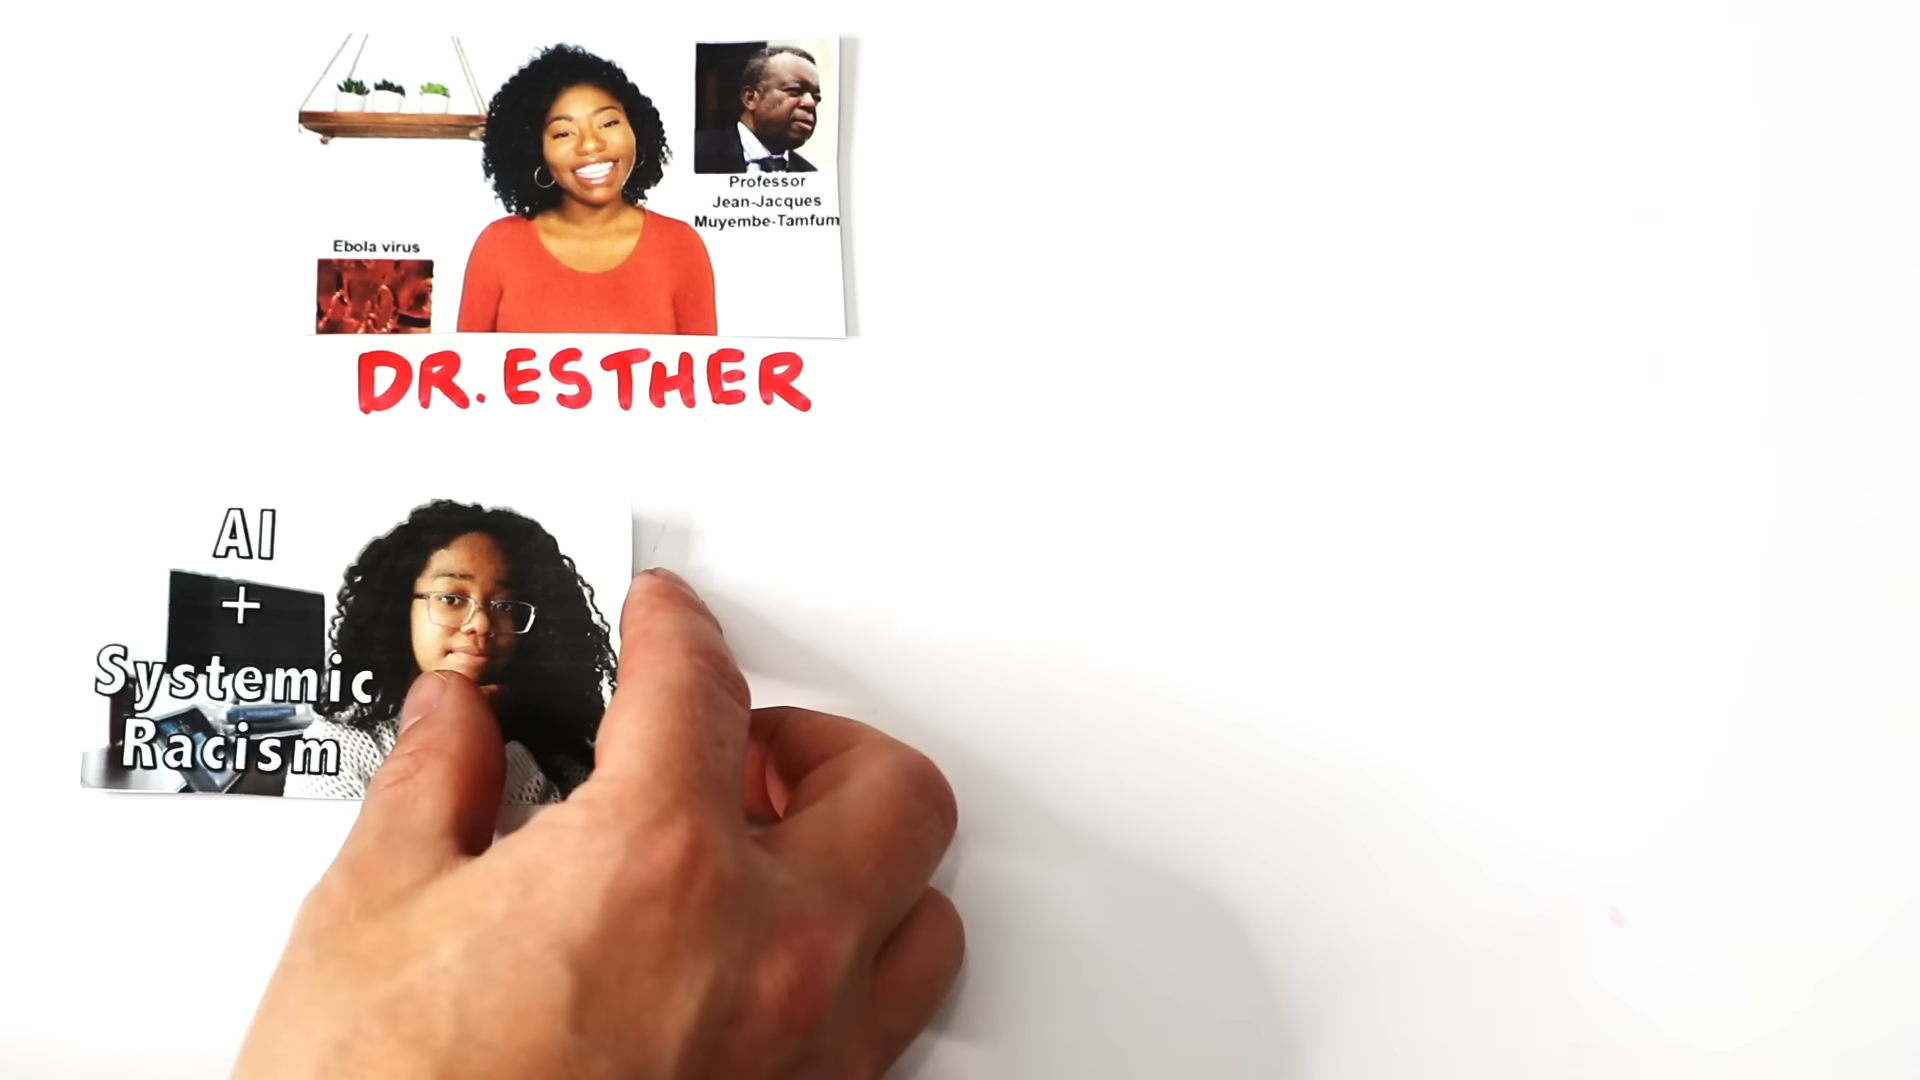 Professor
Jean-Jacques
Muyembe-Tamfum
Ebola virus
DR. ESTHER
AI
+
Systemic
Racism